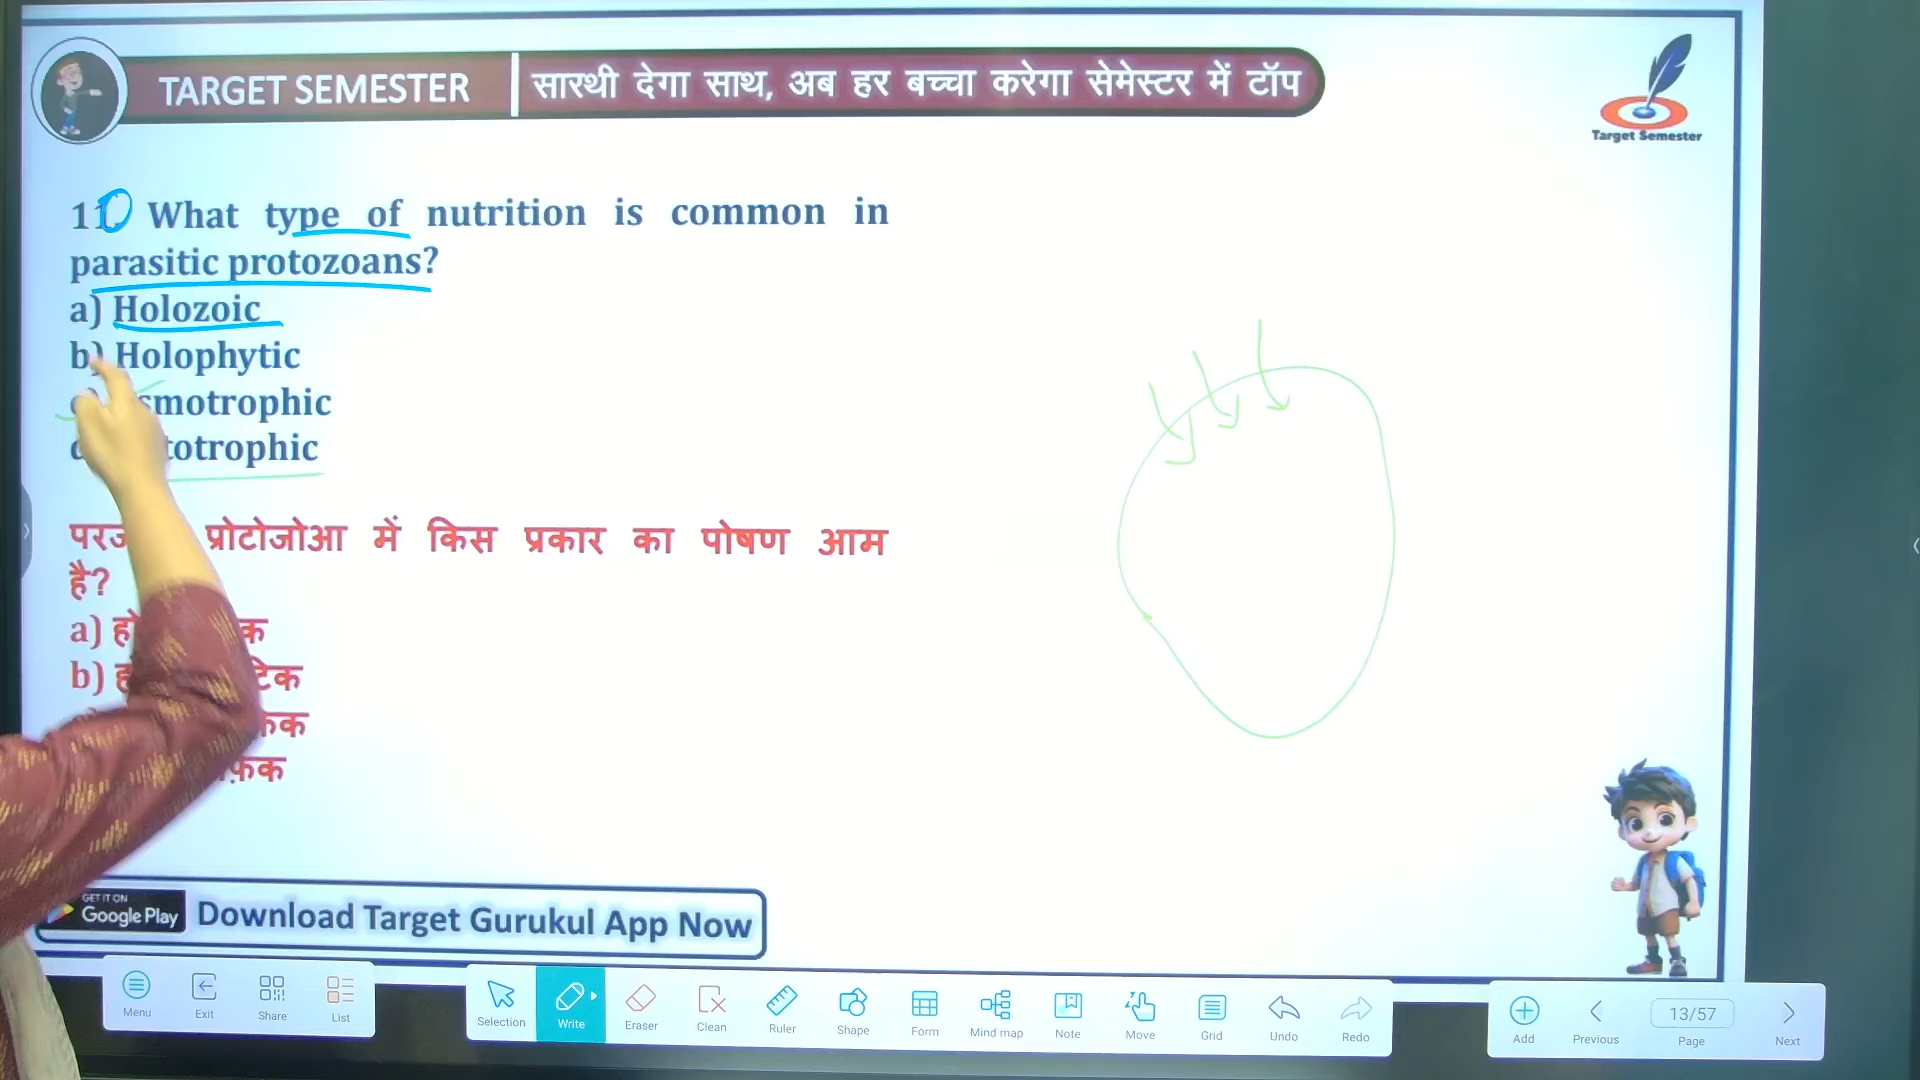 TARGET SEMESTER
सारथी देगा साथ, अब हर बच्चा करेगा सेमेस्टर में टॉप
Target Semester
What type of nutrition is common in
parasitic protozoans?
a) Holozoic
b) Holophytic
है?
a)
b)
GET IT ON
Google Play
Download Target Gurukul App Now
प्रोटोजोआ में किस प्रकार का पोषण आम
Menu
Exit
Share
List
Selection
Write
Eraser
Clean
Ruler
Shape
Form
Mind map
Note
Move
Grid
Undo
Redo
Add
Previous
13/57
Page
Next